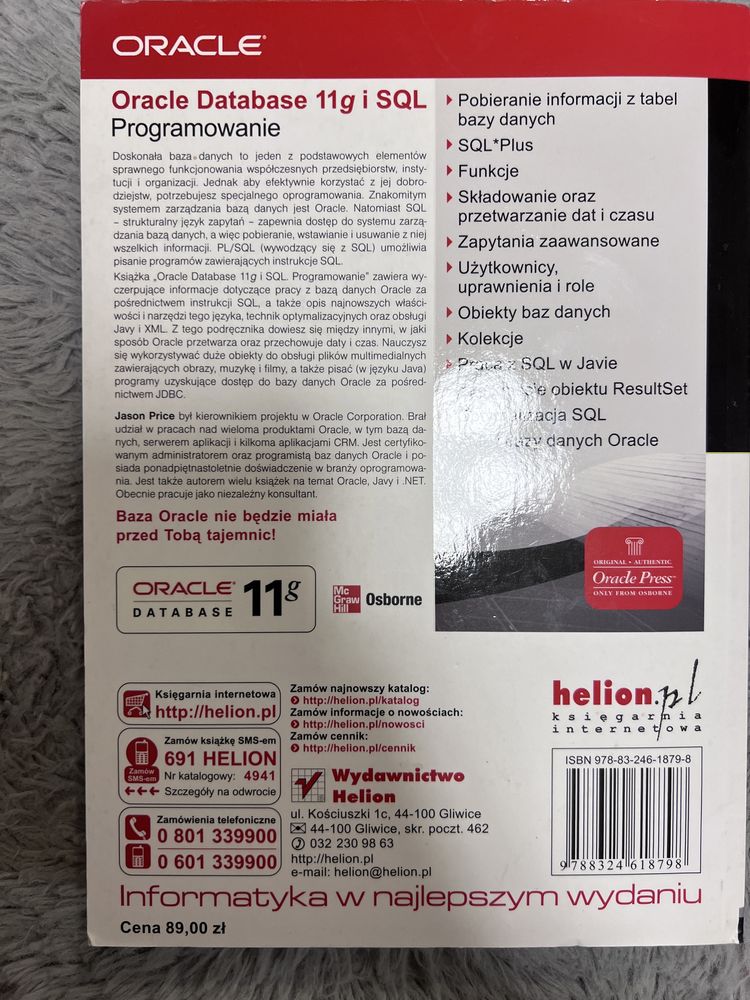 ORACLE®
Oracle Database 11g i SQL
Programowanie
Doskonała baza danych to jeden z podstawowych elementów
sprawnego funkcjonowania współczesnych przedsiębiorstw, insty-
tucji i organizacji. Jednak aby efektywnie korzystać z jej dobro-
dziejstw, potrzebujesz specjalnego oprogramowania. Znakomitym
systemem zarządzania bazą danych jest Oracle. Natomiast SQL
– strukturalny język zapytań – zapewnia dostęp do systemu zarzą-
dzania bazą danych, a więc pobieranie, wstawianie i usuwanie z niej
wszelkich informacji. PL/SQL (wywodzący się z SQL) umożliwia
pisanie programów zawierających instrukcje SQL.
Książka „Oracle Database 11g i SQL. Programowanie” zawiera wy-
czerpujące informacje dotyczące pracy z bazą danych Oracle za
pośrednictwem instrukcji SQL, a także opis najnowszych właści-
wości i narzędzi tego języka, technik optymalizacyjnych oraz obsługi
Javy i XML. Z tego podręcznika dowiesz się między innymi, w jaki
sposób Oracle przetwarza oraz przechowuje daty i czas. Nauczysz
się wykorzystywać duże obiekty do obsługi plików multimedialnych
zawierających obrazy, muzykę i filmy, a także pisać (w języku Java)
programy uzyskujące dostęp do bazy danych Oracle za pośred-
nictwem JDBC.
Jason Price był kierownikiem projektu w Oracle Corporation. Brał
udział w pracach nad wieloma produktami Oracle, w tym bazą da-
nych, serwerem aplikacji i kilkoma aplikacjami CRM. Jest certyfiko-
wanym administratorem oraz programistą baz danych Oracle i po-
siada ponadpiętnastoletnie doświadczenie w branży oprogramowa-
nia. Jest także autorem wielu książek na temat Oracle, Javy i .NET.
Obecnie pracuje jako niezależny konsultant.
Baza Oracle nie będzie miała
przed Tobą tajemnic!
Pobieranie informacji z tabel
bazy danych
SQL*Plus
Funkcje
Składowanie oraz
przetwarzanie dat i czasu
Zapytania zaawansowane
Użytkownicy,
uprawnienia i role
Obiekty baz danych
Kolekcje
Praca z SQL w Javie
obiektu ResultSet
SQL
danych Oracle
ORIGINAL • AUTHENTIC
Oracle Press™
ONLY FROM OSBORNE
ORACLE®
DATABASE
11g
Mc
Graw
Hill
Osborne
Księgarnia internetowa
http://helion.pl
Zamów książkę SMS-em
691 HELION
Nr katalogowy: 4941
Zamów
SMS-em
Szczegóły na odwrocie
Zamówienia telefoniczne
0 801 339900
0 601 339900
Zamów najnowszy katalog:
http://helion.pl/katalog
Zamów informacje o nowościach:
http://helion.pl/nowosci
Zamów cennik:
http://helion.pl/cennik
Wydawnictwo
Helion
ul. Kościuszki 1c, 44-100 Gliwice
44-100 Gliwice, skr. poczt. 462
032 230 98 63
http://helion.pl
e-mail: helion@helion.pl
helion.pl
księgarnia
internetowa
ISBN 978-83-246-1879-8
9 788324 618798
Informatyka w najlepszym wydaniu
Cena 89,00 zł